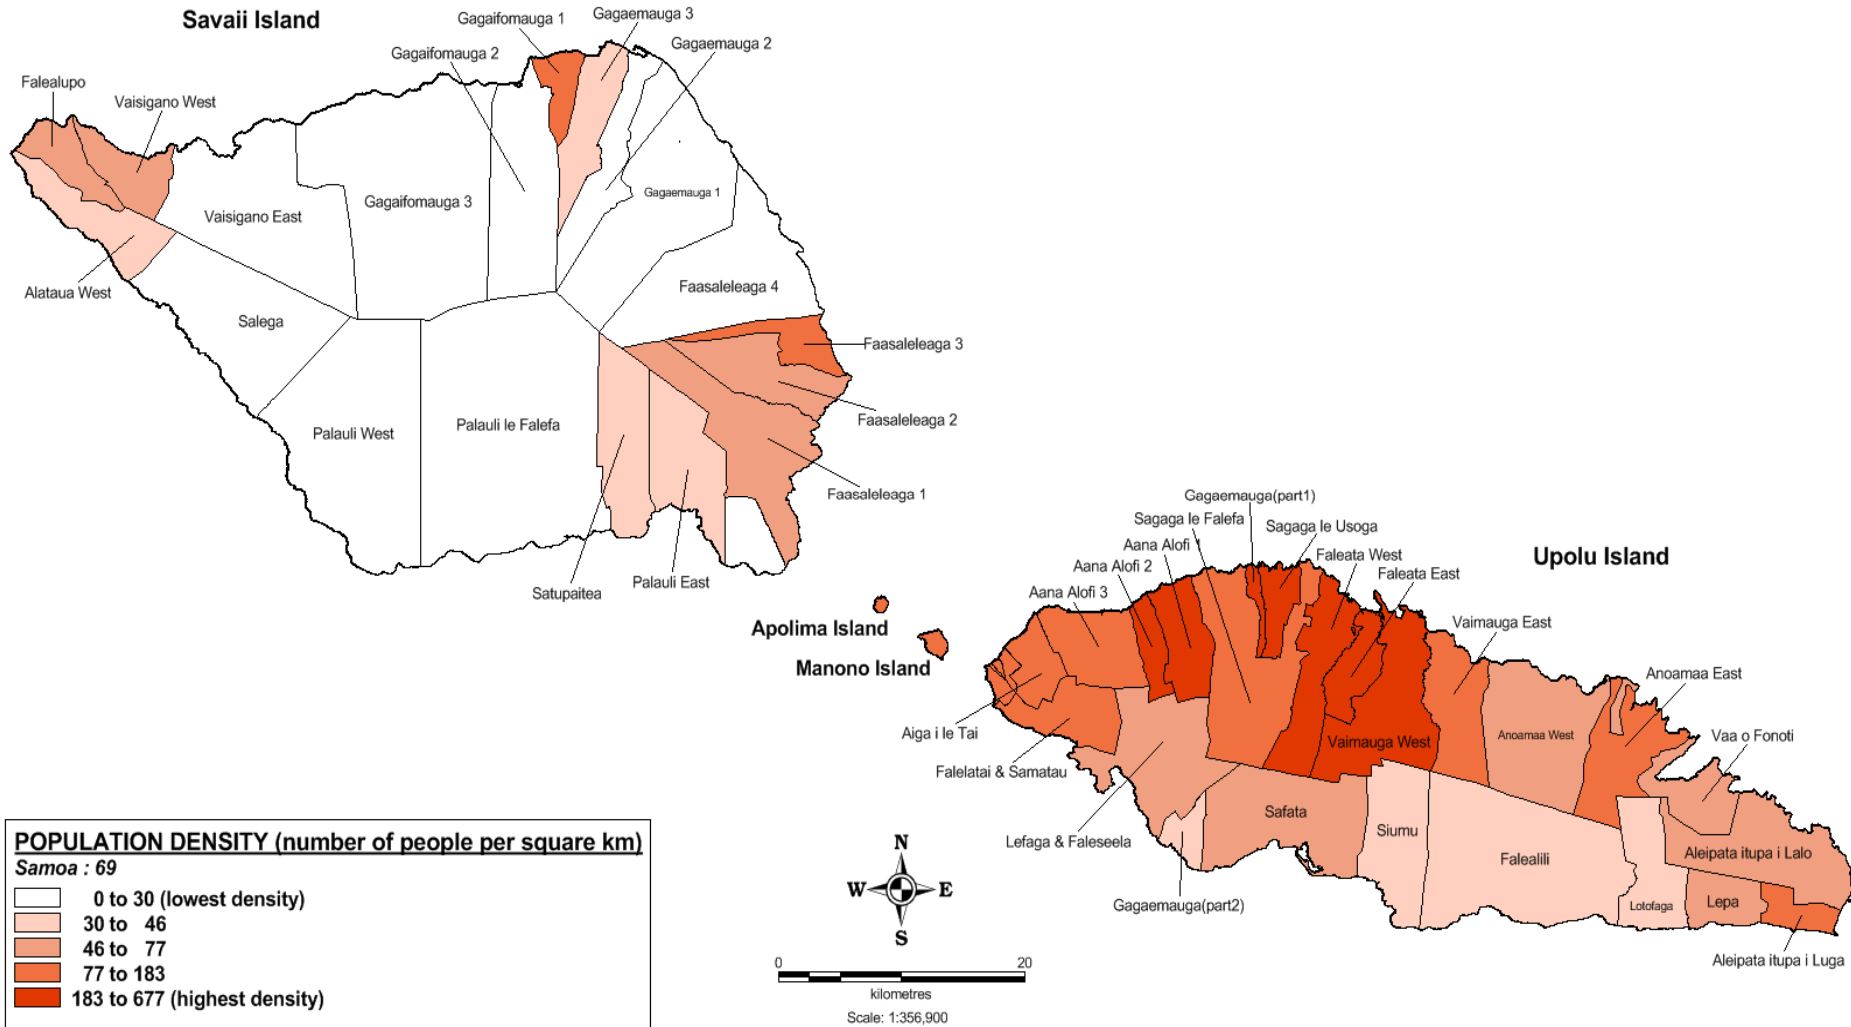 Savaii Island
Gagaifomauga 1
Gagaemauga 3
Gagaifomauga 2
Gagaemauga 2
Falealupo
Vaisigano West
Vaisigano East
Gagaifomauga 3
Gagaemauga 1
Alataua West
Salega
Faasaleleaga 4
Faasaleleaga 3
Palauli West
Palauli le Falefa
Faasaleleaga 2
Faasaleleaga 1
Satupaitea
Palauli East
Apolima Island
Manono Island
Upolu Island
Gagaemauga(part1)
Sagaga le Falefa
Sagaga le Usoga
Aana Alofi 1
Faleata West
Aana Alofi 2
Faleata East
Aana Alofi 3
Vaimauga East
Anoamaa East
Aiga i le Tai
Vaimauga West
Anoamaa West
Vaa o Fonoti
Falelatai & Samatau
Safata
Siumu
Lefaga & Faleseela
Falealili
Aleipata itupa i Lalo
Gagaemauga(part2)
Lotofaga
Lepa
Aleipata itupa i Luga
POPULATION DENSITY (number of people per square km)
Samoa : 69
0 to 30 (lowest density)
30 to 46
46 to 77
77 to 183
183 to 677 (highest density)
N
W E
S
0 20
kilometres
Scale: 1:356,900